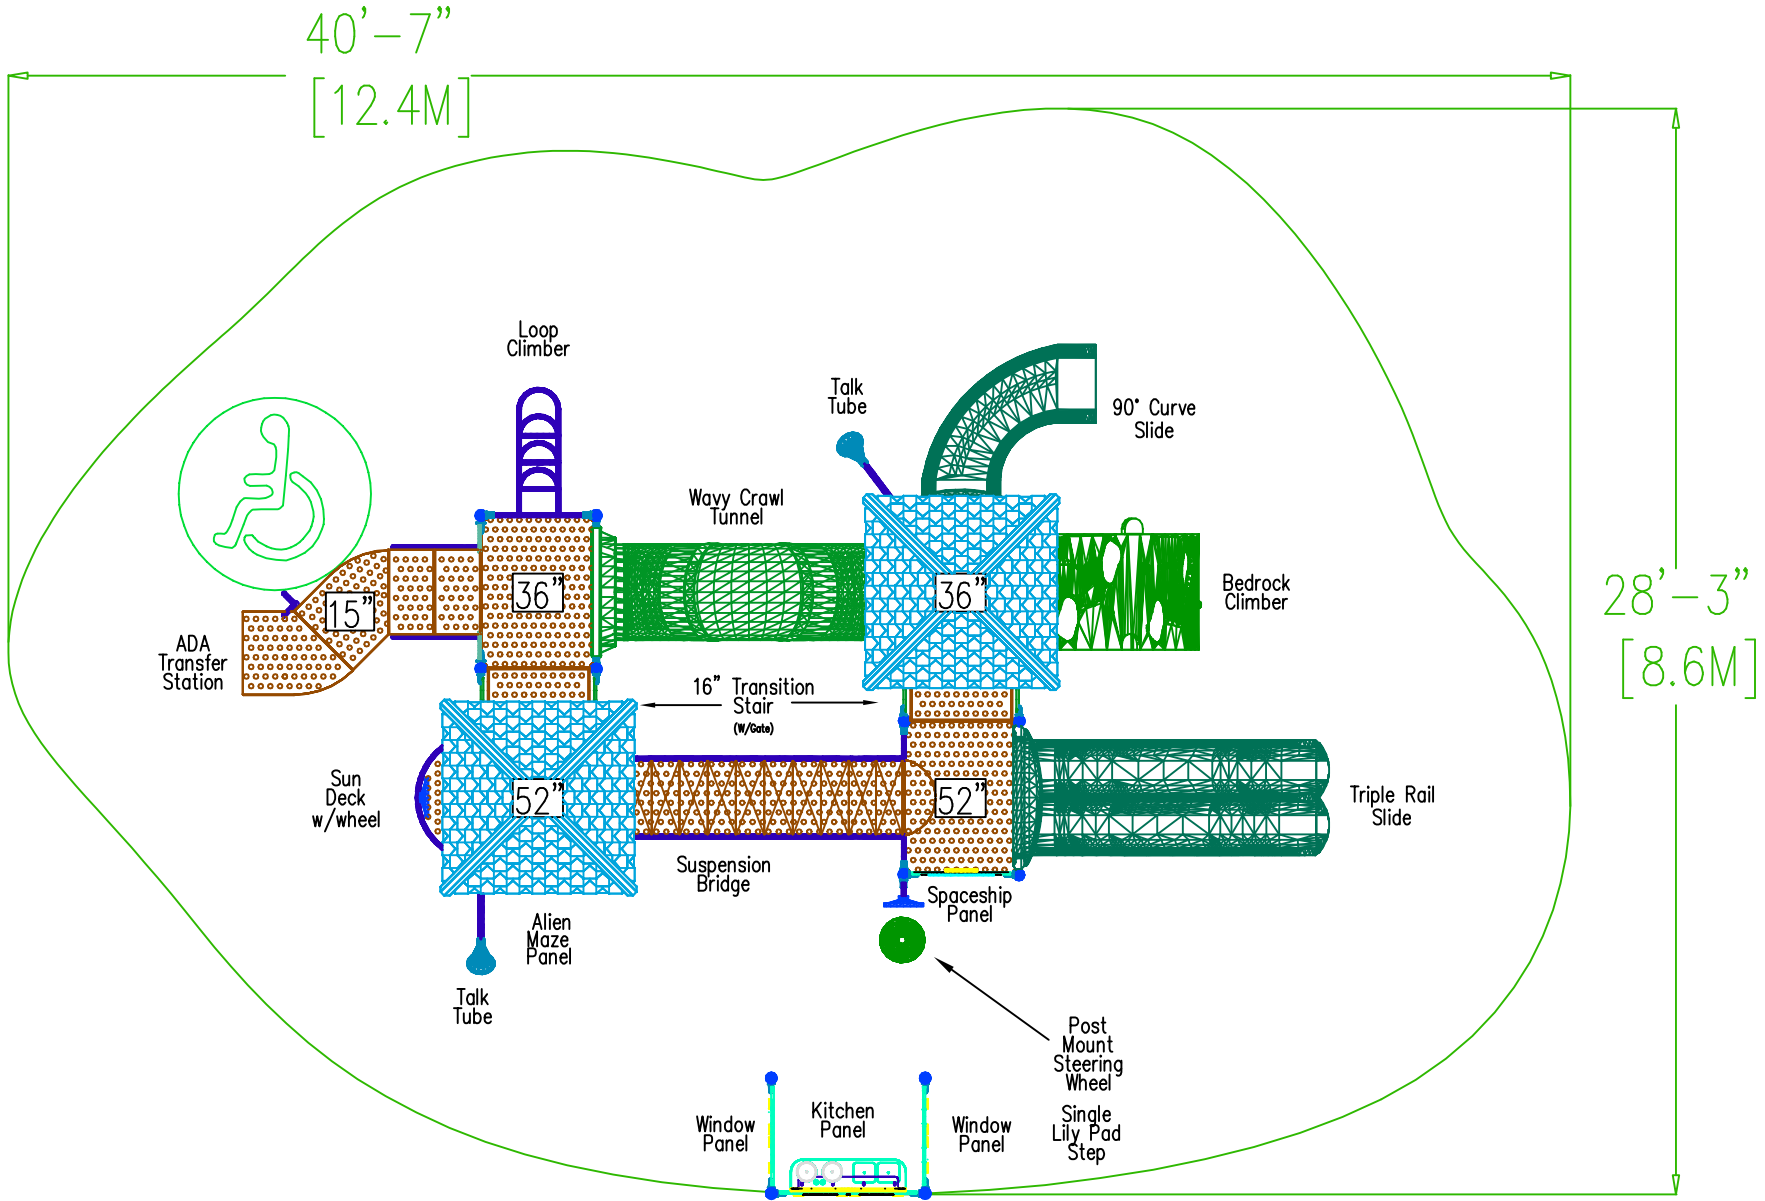 40'-7"
[12.4M]
Loop
Climber
Talk
Tube
90° Curve
Slide
Wavy Crawl
Tunnel
36"
36"
15"
Bedrock
Climber
28'-3"
[8.6M]
ADA
Transfer
Station
16" Transition
Stair
(W/Gate)
Sun
Deck
w/wheel
52"
52"
Triple Rail
Slide
Suspension
Bridge
Spaceship
Panel
Alien
Maze
Panel
Talk
Tube
Post
Mount
Steering
Wheel
Single
Lily Pad
Step
Window
Panel
Kitchen
Panel
Window
Panel